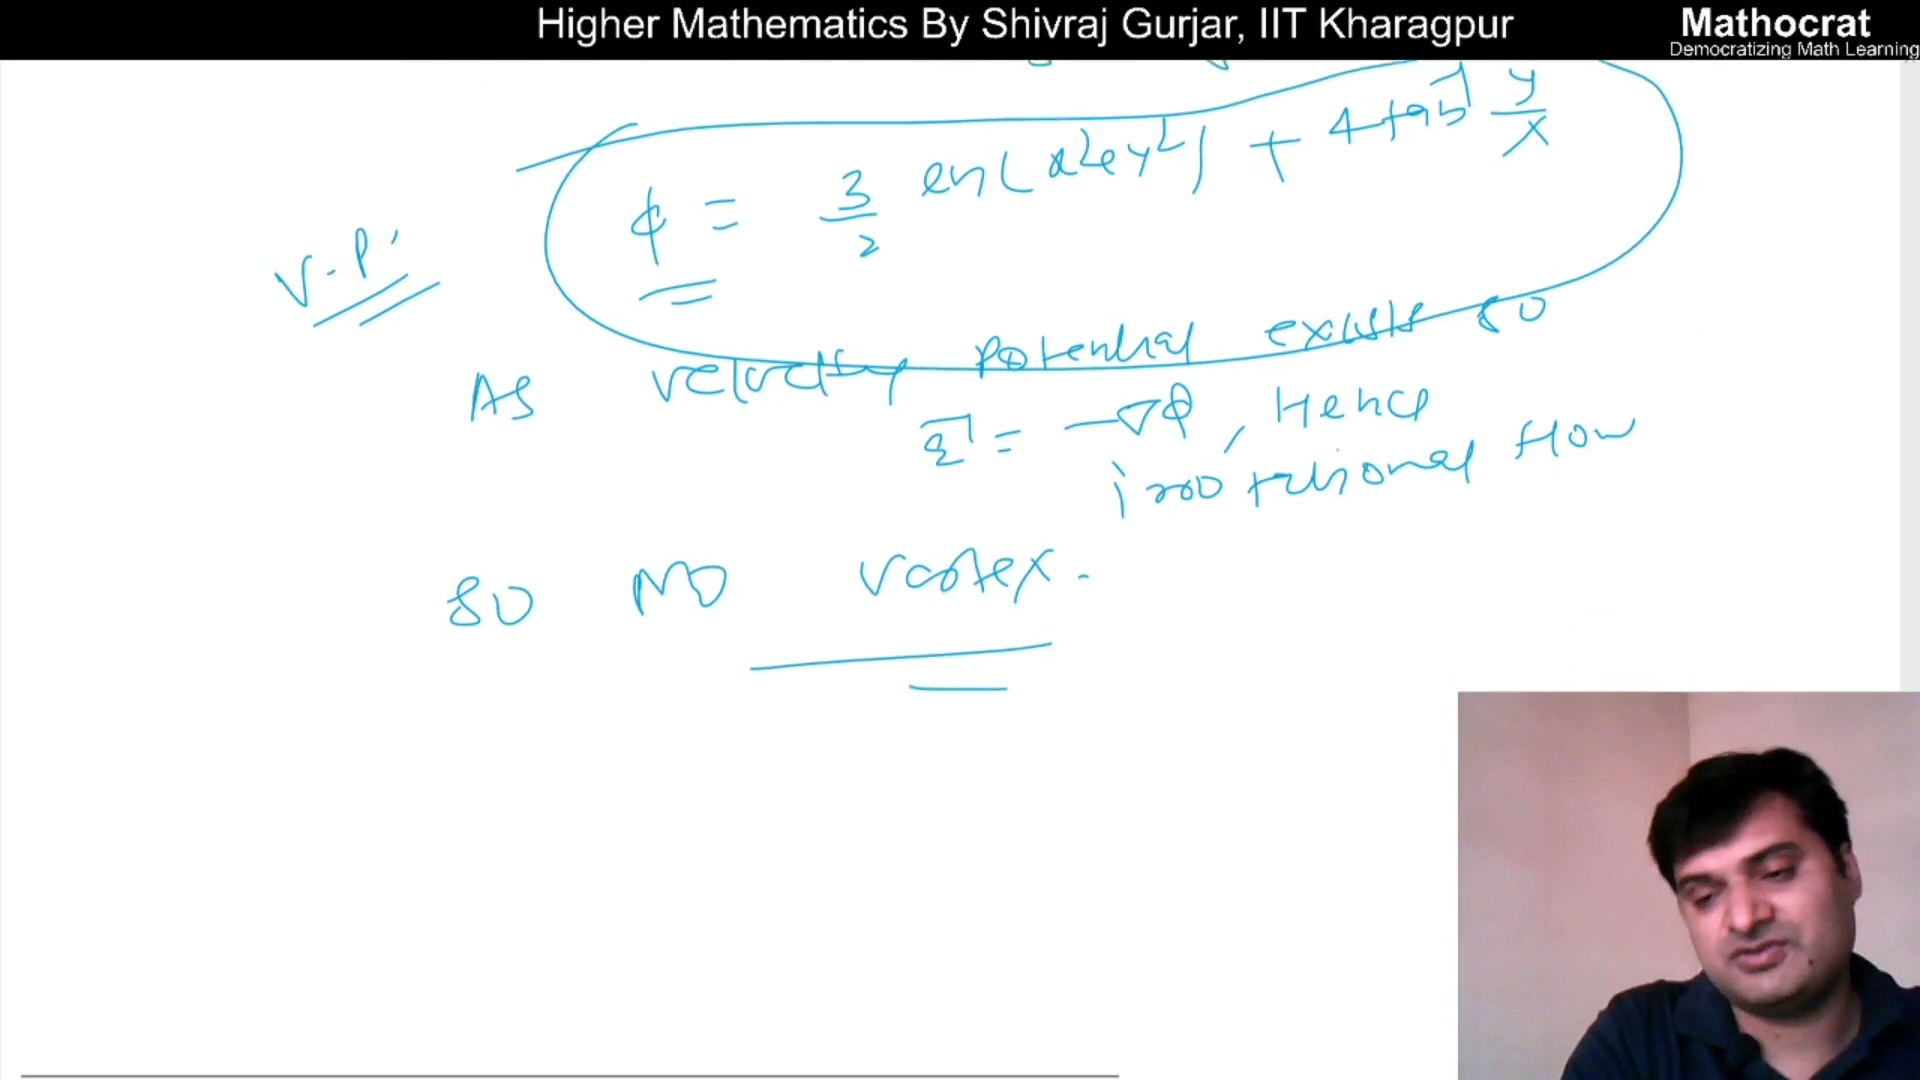 Higher Mathematics By Shivraj Gurjar, IIT Kharagpur
Mathocrat
Democratizing Math Learning
V.P. φ = 3/2 ln(x²+y²) + 4 tan⁻¹ y/x
As velocity potential exists so
q⃗ = -∇φ, Hence
irrotational flow
so no vortex.